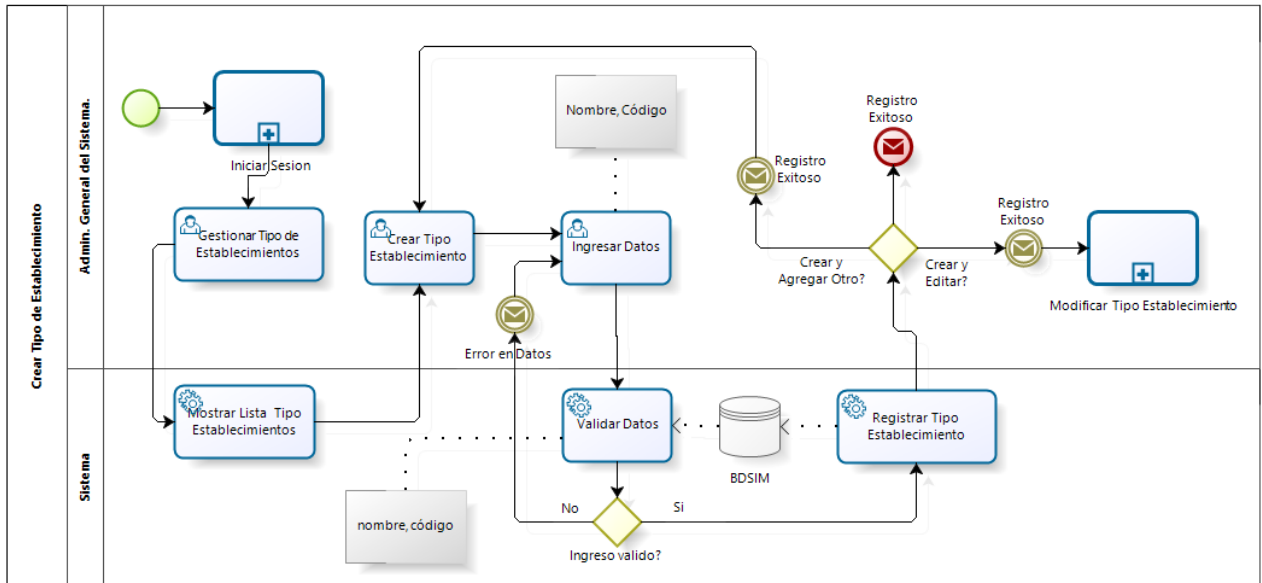 Crear Tipo de Establecimiento
Admin. General del Sistema.
Iniciar Sesion
Gestionar Tipo de
Establecimientos
Crear Tipo
Establecimiento
Nombre, Código
Ingresar Datos
Error en Datos
Registro
Exitoso
Registro
Exitoso
Registro
Exitoso
Crear y
Agregar Otro?
Crear y
Editar?
Modificar Tipo Establecimiento
Sistema
Mostrar Lista Tipo
Establecimientos
Validar Datos
BDSIM
Registrar Tipo
Establecimiento
nombre, código
No
Si
Ingreso valido?